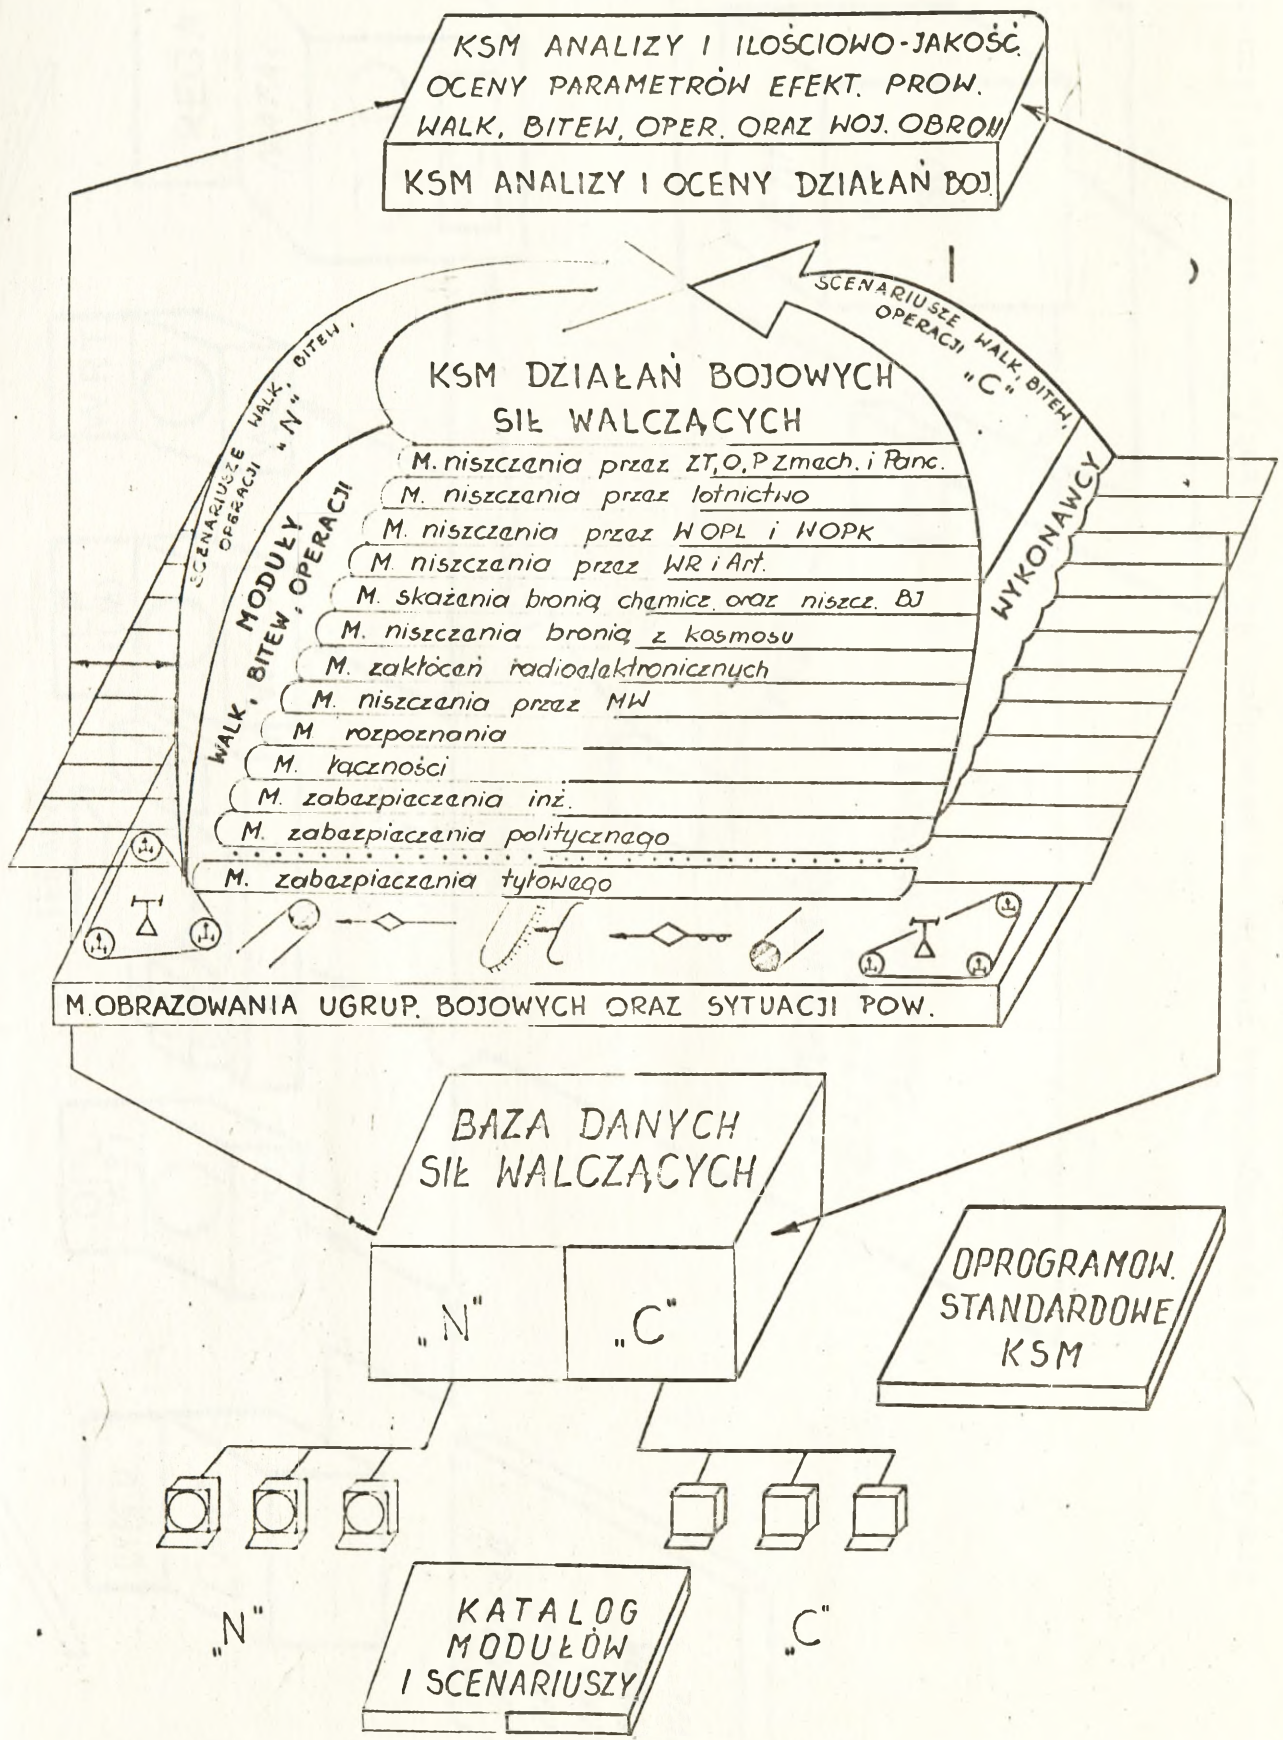 KSM ANALIZY I ILOŚCIOWO-JAKOŚĆ.
OCENY PARAMETRÓW EFEKT. PROW.
WALK, BITEW, OPER. ORAZ WOJ. OBRON
KSM ANALIZY I OCENY DZIAŁAŃ BOJ.
SCENARIUSZE WALK, BITEW,
OPERACJI „N”
SCENARIUSZE WALK, BITEW,
OPERACJI „C”
MODUŁY
WALK, BITEW, OPERACJI
WYKONAWCY
KSM DZIAŁAŃ BOJOWYCH
SIŁ WALCZĄCYCH
M. niszczenia przez ZT, O, P Zmech. i Panc.
M. niszczenia przez lotnictwo
M. niszczenia przez WOPL i WOPK
M. niszczenia przez WR i Art.
M. skażenia bronią chemicz. oraz niszcz. BJ
M. niszczenia bronią z kosmosu
M. zakłóceń radioelektronicznych
M. niszczenia przez MW
M rozpoznania
M. łączności
M. zabezpieczenia inż.
M. zabezpieczenia politycznego
M. zabezpieczenia tyłowego
M. OBRAZOWANIA UGRUP. BOJOWYCH ORAZ SYTUACJI POW.
BAZA DANYCH
SIŁ WALCZĄCYCH
„N” „C”
OPROGRAMOW.
STANDARDOWE
KSM
„N” „C”
KATALOG
MODUŁÓW
I SCENARIUSZY